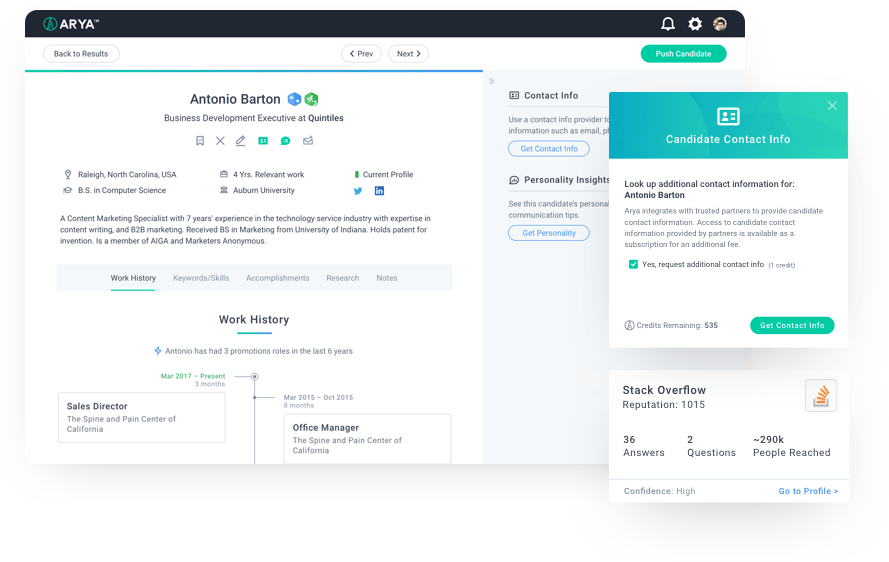 ARYA™
Back to Results
Prev
Next
Push Candidate
Antonio Barton
Business Development Executive at Quintiles
Raleigh, North Carolina, USA
4 Yrs. Relevant work
Current Profile
B.S. in Computer Science
Auburn University
A Content Marketing Specialist with 7 years' experience in the technology service industry with expertise in
content writing, and B2B marketing. Received BS in Marketing from University of Indiana. Holds patent for
invention. Is a member of AIGA and Marketers Anonymous.
Work History
Keywords/Skills
Accomplishments
Research
Notes
Work History
Antonio has had 3 promotions roles in the last 6 years
Mar 2017 – Present
3 months
Sales Director
The Spine and Pain Center of
California
Mar 2015 – Oct 2015
8 months
Office Manager
The Spine and Pain Center of
California
Contact Info
Use a contact info provider to
information such as email, ph
Get Contact Info
Personality Insights
See this candidate's personal
communication tips.
Get Personality
Candidate Contact Info
Look up additional contact information for:
Antonio Barton
Arya integrates with trusted partners to provide candidate
contact information. Access to candidate contact
information provided by partners is available as a
subscription for an additional fee.
Yes, request additional contact info (1 credit)
Credits Remaining: 535
Get Contact Info
Stack Overflow
Reputation: 1015
36
Answers
2
Questions
~290k
People Reached
Confidence: High
Go to Profile >